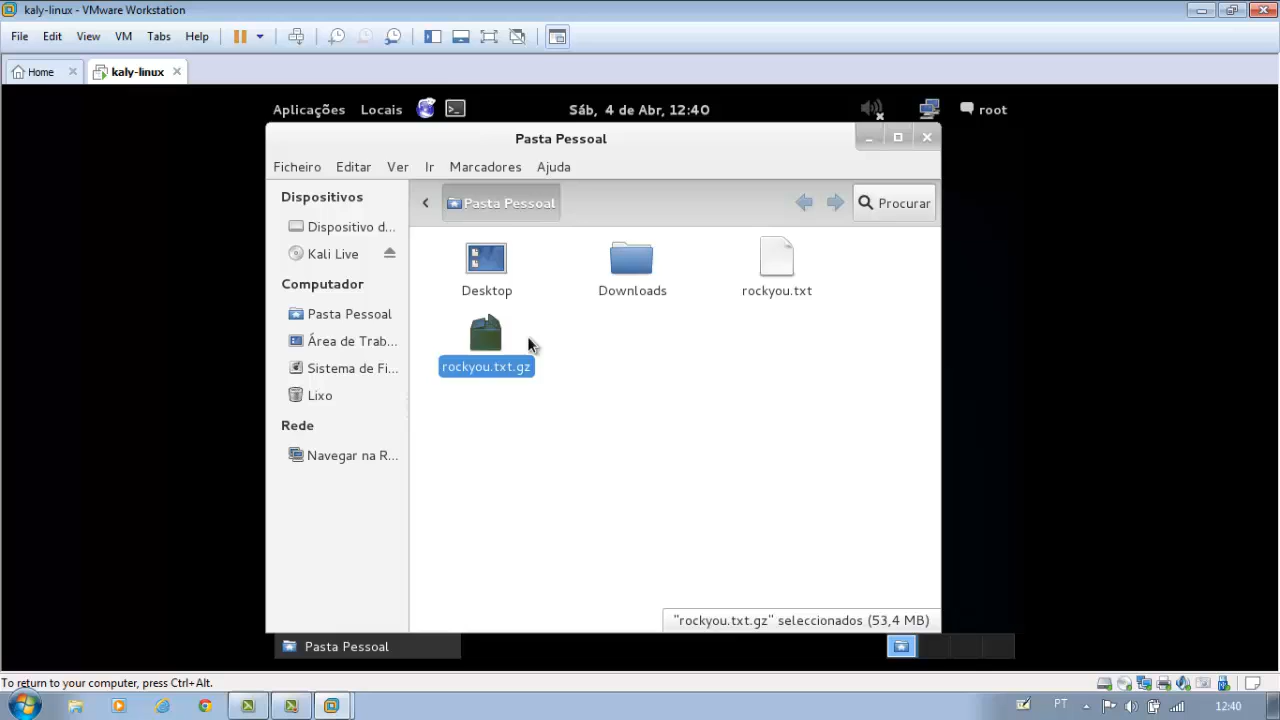 kaly-linux - VMware Workstation
File Edit View VM Tabs Help
Home kaly-linux
Aplicações Locais Sáb, 4 de Abr, 12:40 root
Pasta Pessoal
Ficheiro Editar Ver Ir Marcadores Ajuda
Dispositivos
Dispositivo d...
Kali Live
Computador
Pasta Pessoal
Área de Trab...
Sistema de Fi...
Lixo
Rede
Navegar na R...
Pasta Pessoal Procurar
Desktop Downloads rockyou.txt
rockyou.txt.gz
"rockyou.txt.gz" seleccionados (53,4 MB)
Pasta Pessoal
To return to your computer, press Ctrl+Alt.
PT 12:40